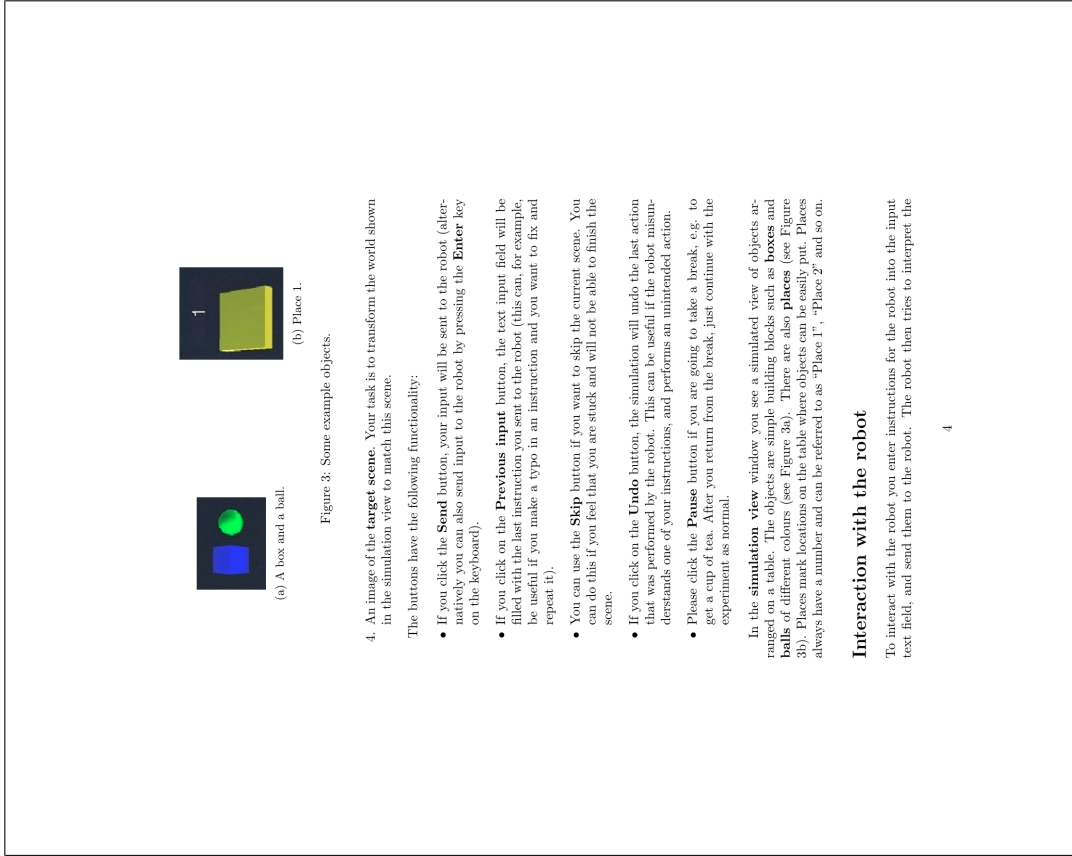 1
(a) A box and a ball.
(b) Place 1.
Figure 3: Some example objects.
4. An image of the target scene. Your task is to transform the world shown
in the simulation view to match this scene.
The buttons have the following functionality:
• If you click the Send button, your input will be sent to the robot (alter-
natively you can also send input to the robot by pressing the Enter key
on the keyboard).
• If you click on the Previous input button, the text input field will be
filled with the last instruction you sent to the robot (this can, for example,
be useful if you make a typo in an instruction and you want to fix and
repeat it).
• You can use the Skip button if you want to skip the current scene. You
can do this if you feel that you are stuck and will not be able to finish the
scene.
• If you click on the Undo button, the simulation will undo the last action
that was performed by the robot. This can be useful if the robot misun-
derstands one of your instructions, and performs an unintended action.
• Please click the Pause button if you are going to take a break, e.g. to
get a cup of tea. After you return from the break, just continue with the
experiment as normal.
In the simulation view window you see a simulated view of objects ar-
ranged on a table. The objects are simple building blocks such as boxes and
balls of different colours (see Figure 3a). There are also places (see Figure
3b). Places mark locations on the table where objects can be easily put. Places
always have a number and can be referred to as “Place 1”, “Place 2” and so on.
Interaction with the robot
To interact with the robot you enter instructions for the robot into the input
text field, and send them to the robot. The robot then tries to interpret the
4